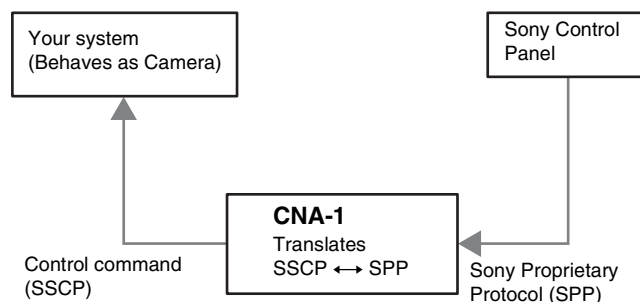 Your system
(Behaves as Camera)
Sony Control
Panel
CNA-1
Translates
SSCP ↔ SPP
Control command
(SSCP)
Sony Proprietary
Protocol (SPP)